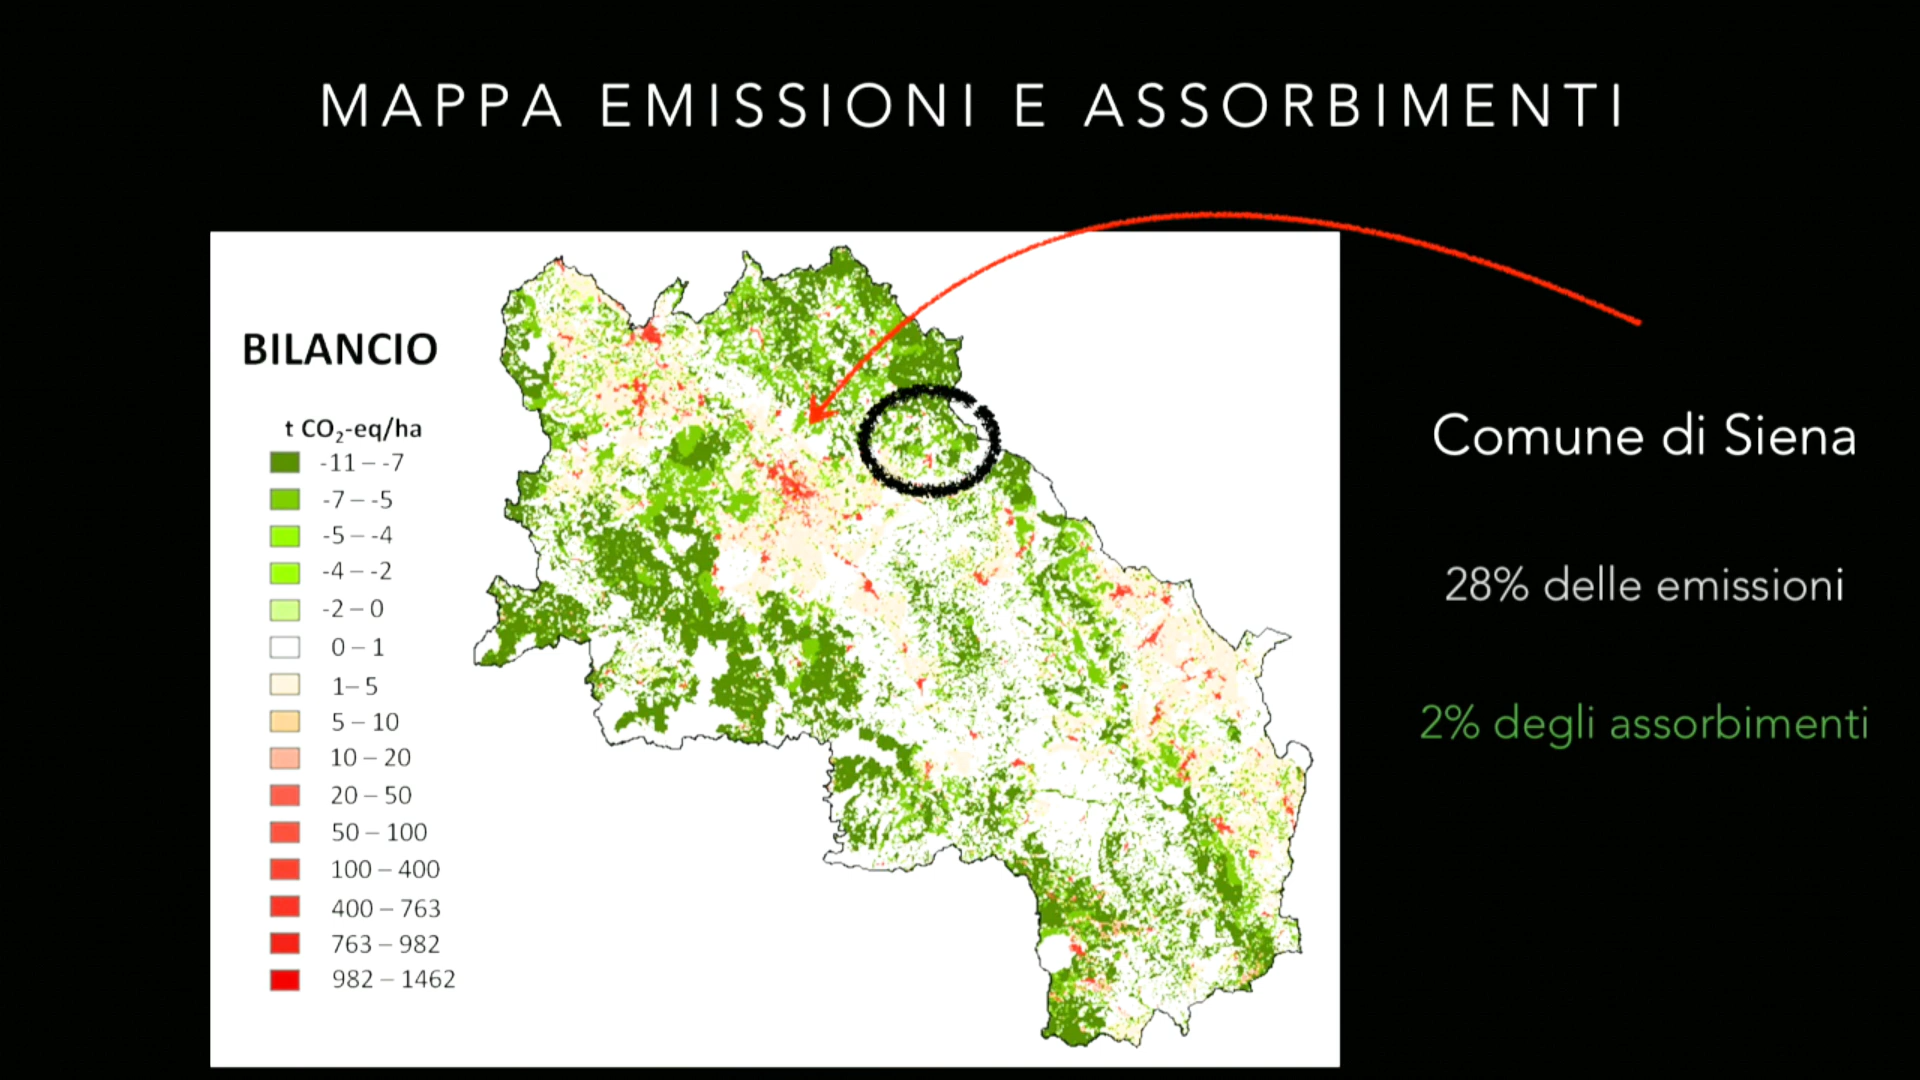 MAPPA EMISSIONI E ASSORBIMENTI
BILANCIO
t CO₂-eq/ha
-11 – -7
-7 – -5
-5 – -4
-4 – -2
-2 – 0
0 – 1
1 – 5
5 – 10
10 – 20
20 – 50
50 – 100
100 – 400
400 – 763
763 – 982
982 – 1462
Comune di Siena
28% delle emissioni
2% degli assorbimenti